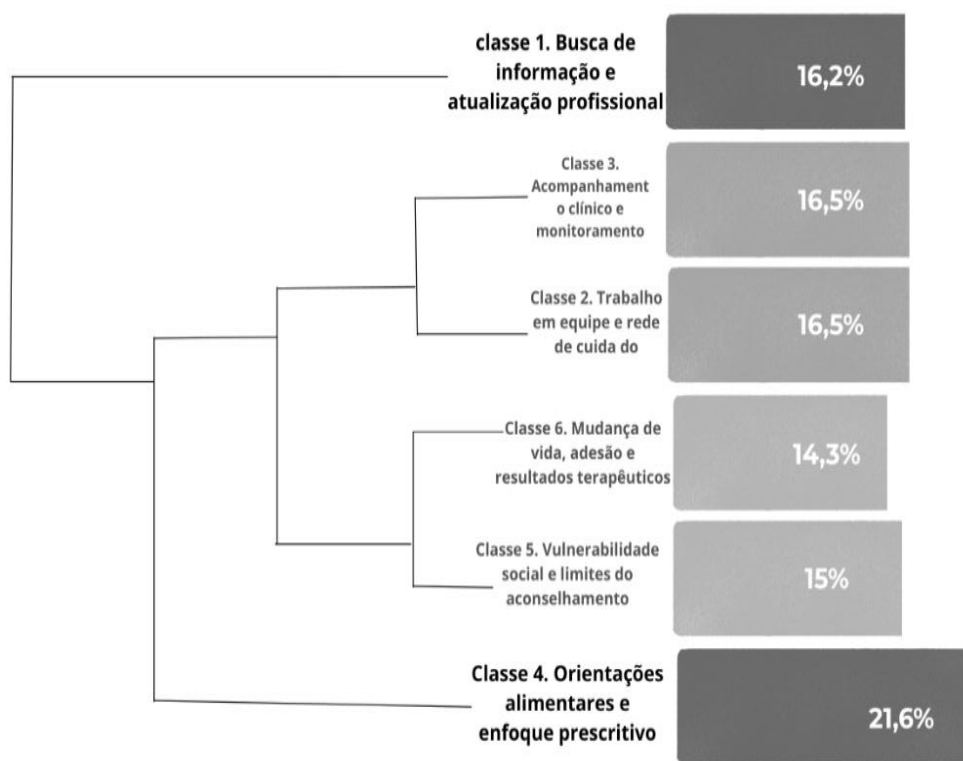 classe 1. Busca de
informação e
atualização profissional
16,2%
Classe 3.
Acompanhament
o clínico e
monitoramento
16,5%
Classe 2. Trabalho
em equipe e rede
de cuida do
16,5%
Classe 6. Mudança de
vida, adesão e
resultados terapêuticos
14,3%
Classe 5. Vulnerabilidade
social e limites do
aconselhamento
15%
Classe 4. Orientações
alimentares e
enfoque prescritivo
21,6%